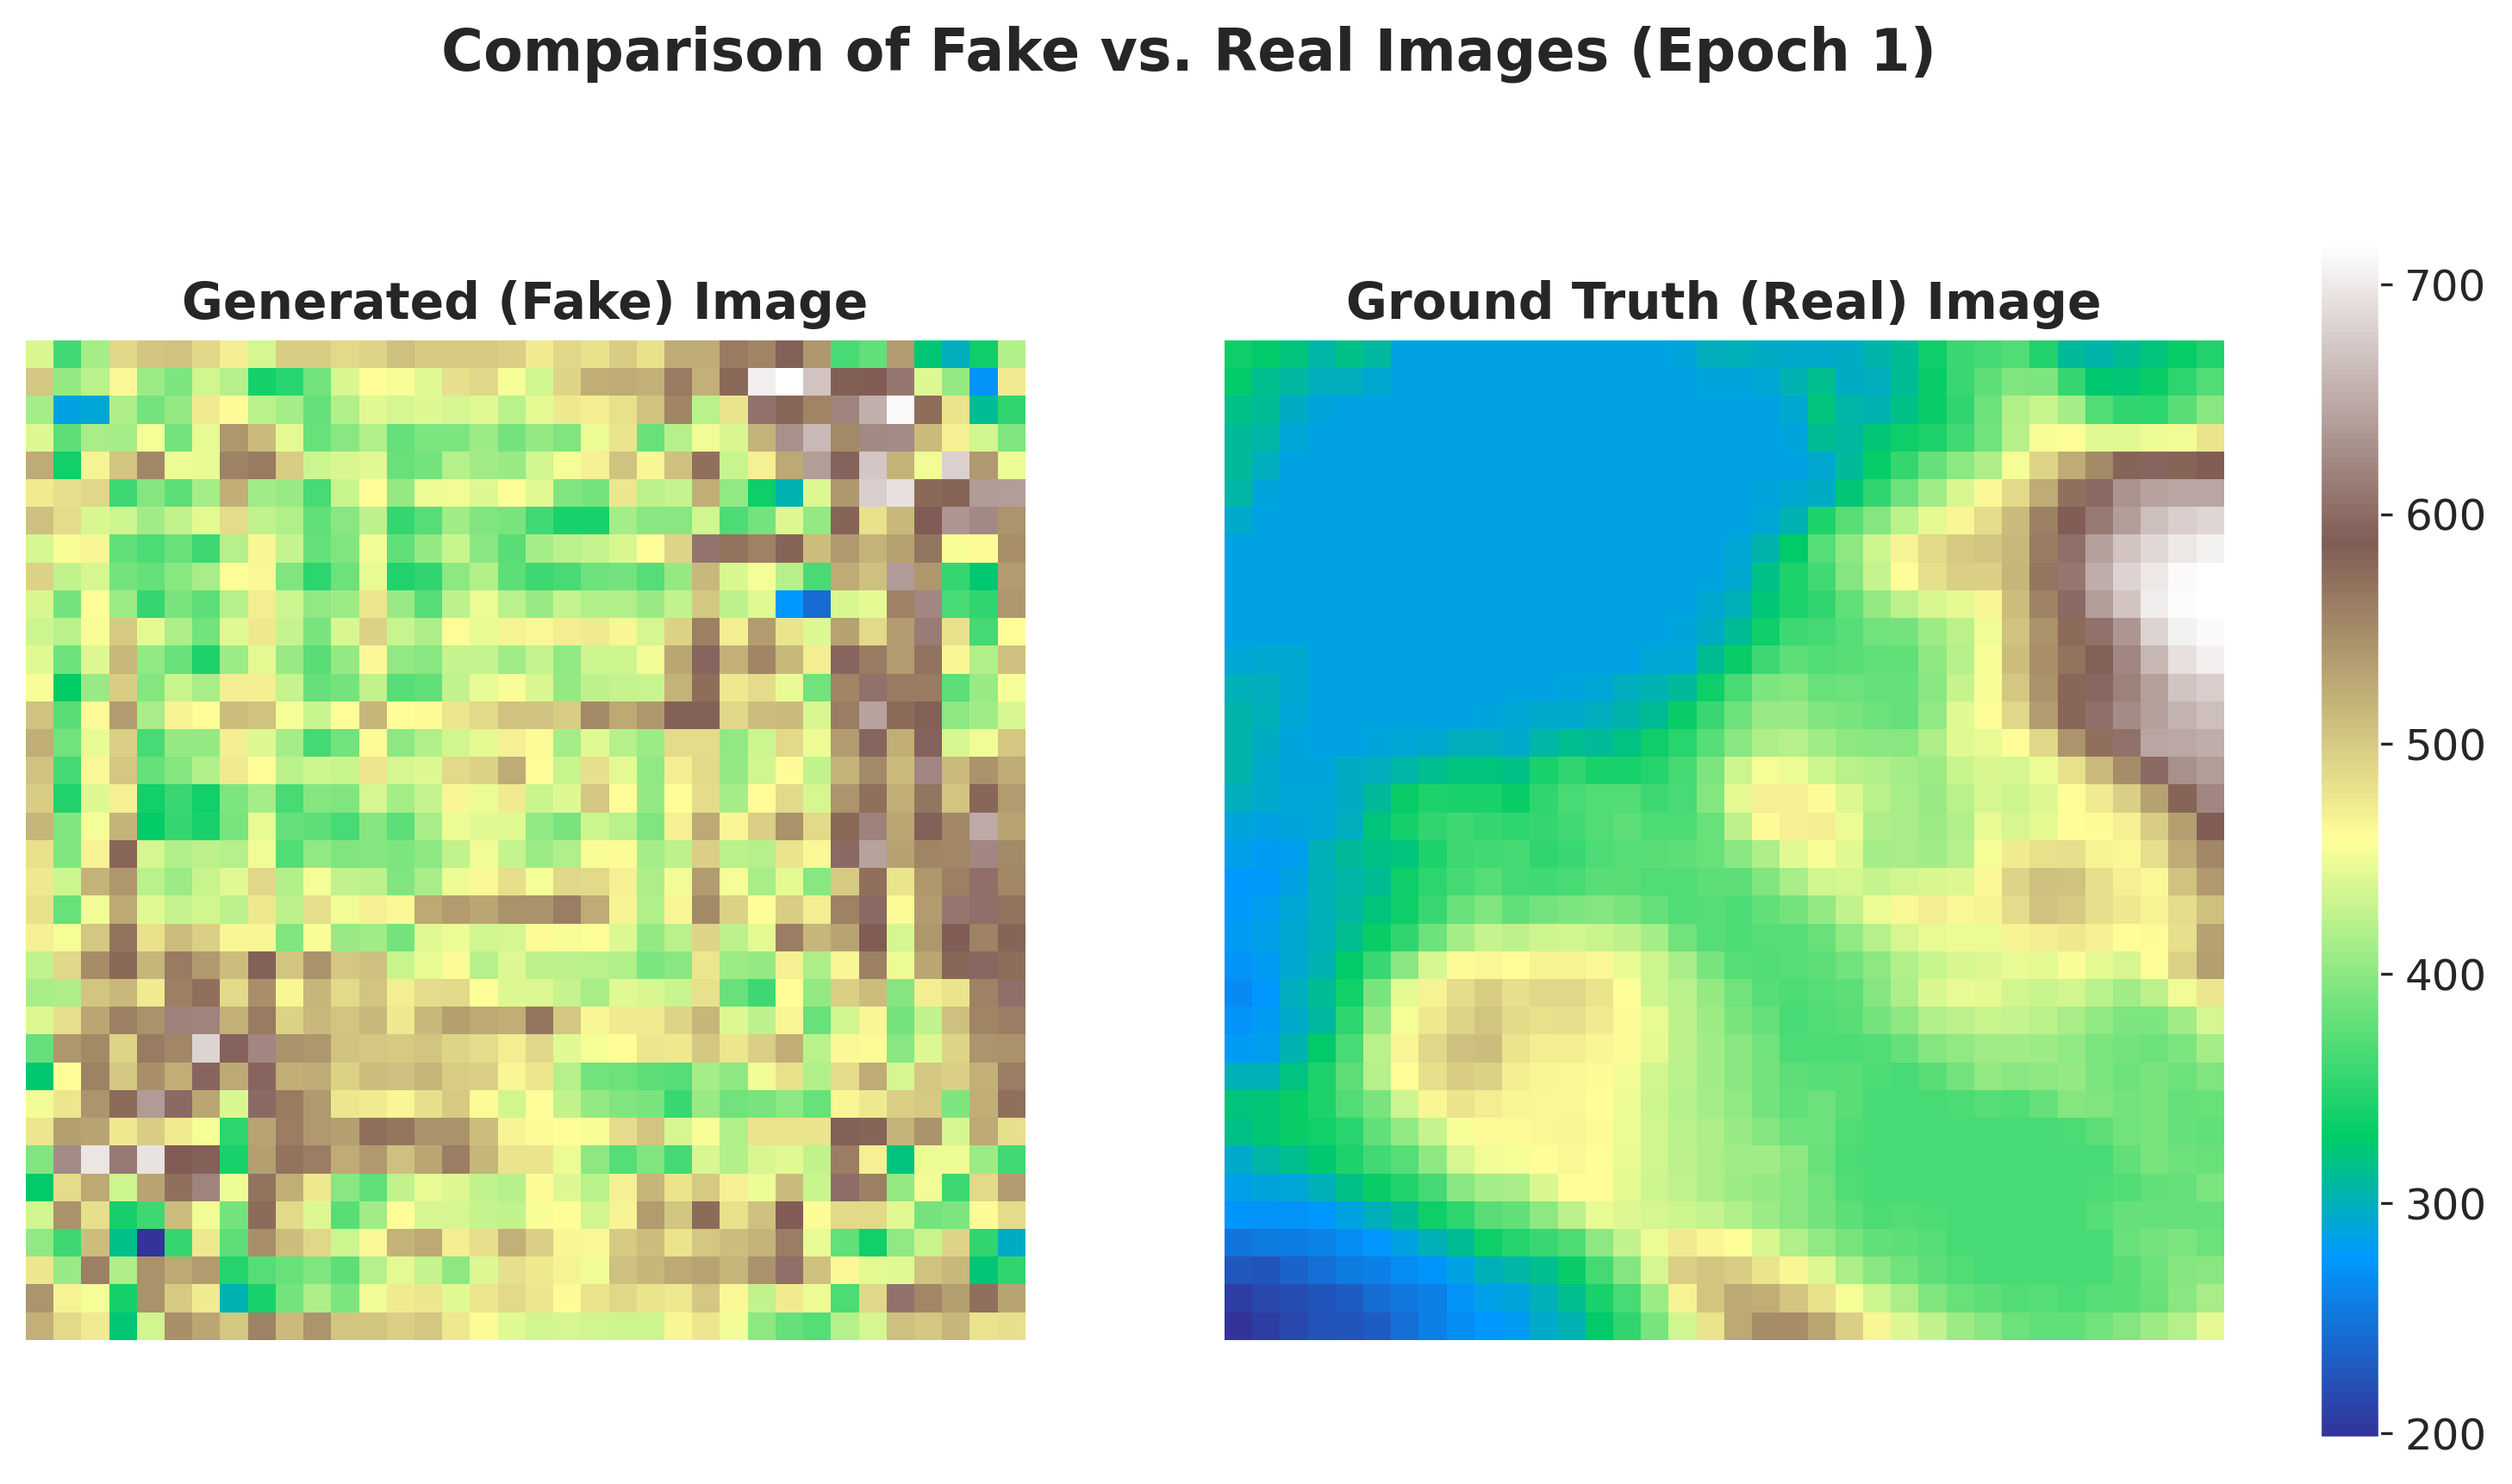 Comparison of Fake vs. Real Images (Epoch 1)
Generated (Fake) Image
Ground Truth (Real) Image
700
600
500
400
300
200